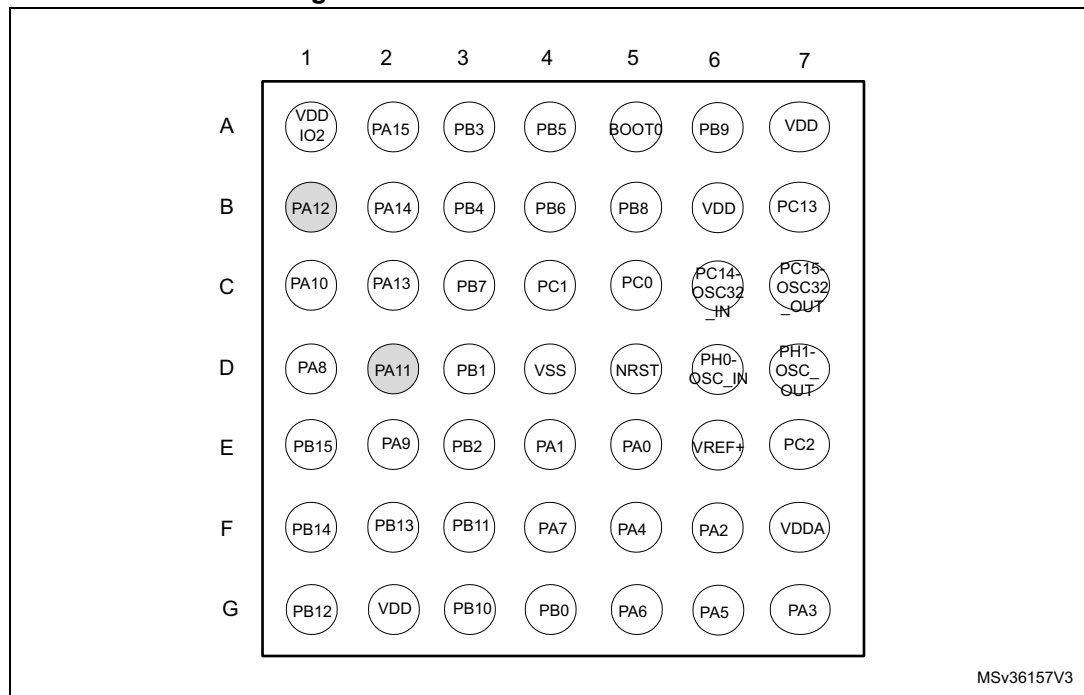 g
1 2 3 4 5 6 7
A VDD IO2 PA15 PB3 PB5 BOOT0 PB9 VDD
B PA12 PA14 PB4 PB6 PB8 VDD PC13
C PA10 PA13 PB7 PC1 PC0 PC14-OSC32_IN PC15-OSC32_OUT
D PA8 PA11 PB1 VSS NRST PH0-OSC_IN PH1-OSC_OUT
E PB15 PA9 PB2 PA1 PA0 VREF+ PC2
F PB14 PB13 PB11 PA7 PA4 PA2 VDDA
G PB12 VDD PB10 PB0 PA6 PA5 PA3
MSv36157V3